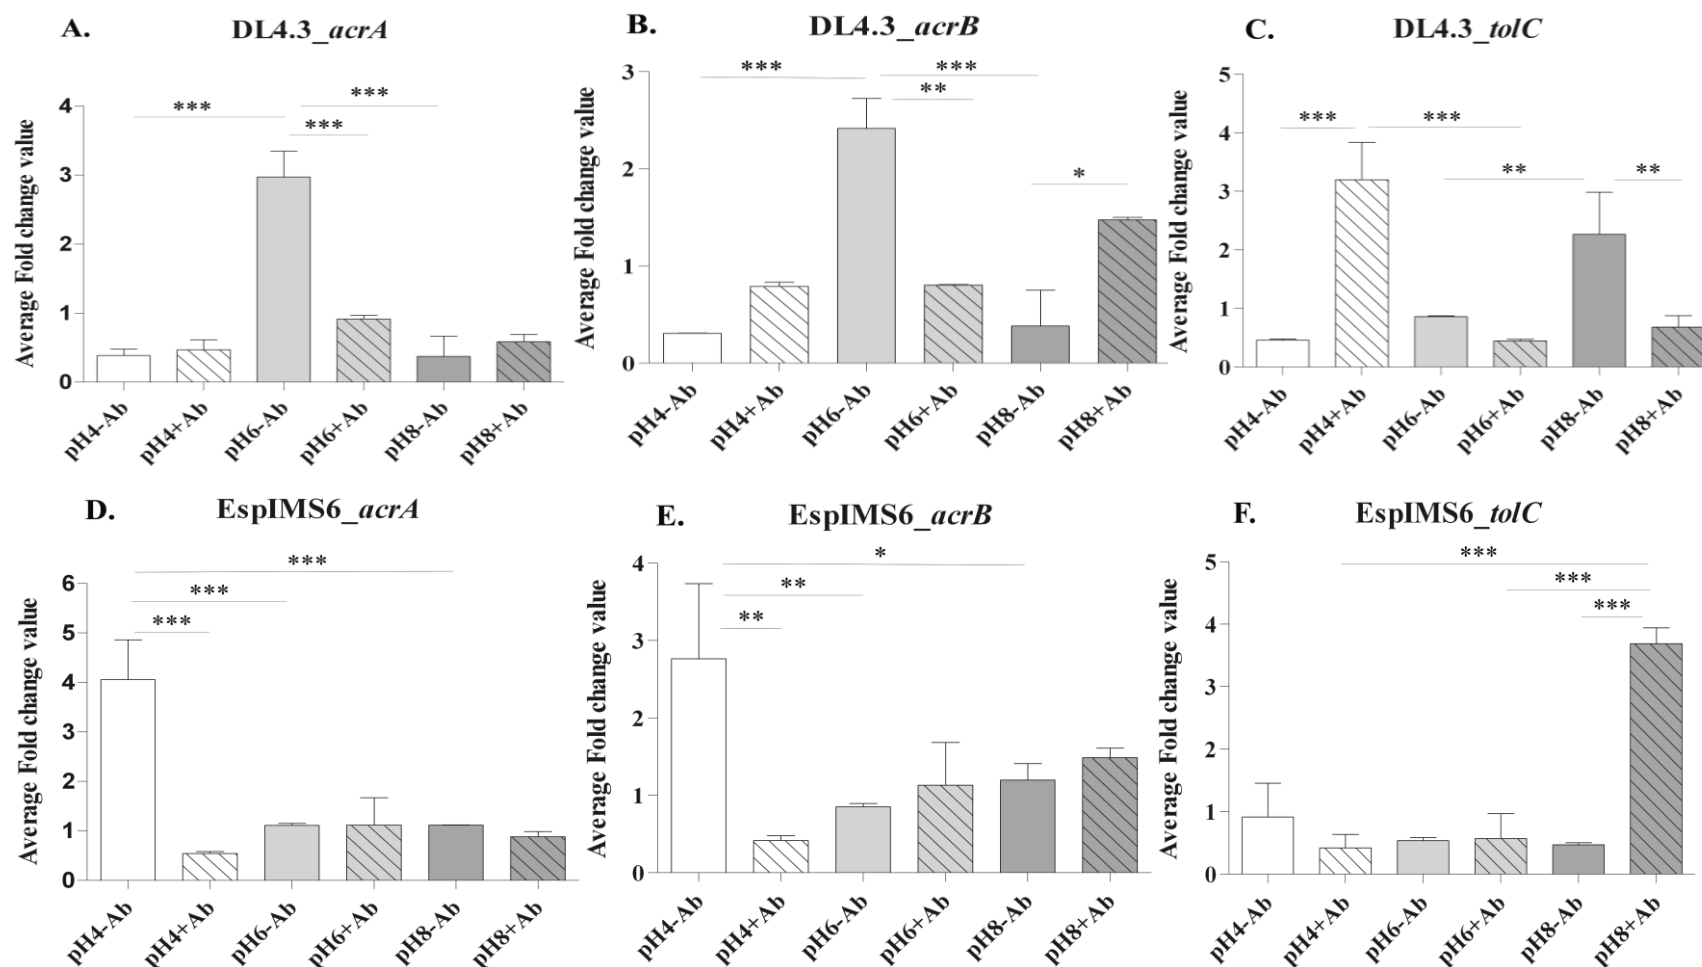 A. DL4.3_acrA
***
***
***
Average Fold change value
4
3
2
1
0
pH4-Ab
pH4+Ab
pH6-Ab
pH6+Ab
pH8-Ab
pH8+Ab
B. DL4.3_acrB
***
***
**
*
Average Fold change value
3
2
1
0
pH4-Ab
pH4+Ab
pH6-Ab
pH6+Ab
pH8-Ab
pH8+Ab
C. DL4.3_tolC
***
***
**
**
Average Fold change value
5
4
3
2
1
0
pH4-Ab
pH4+Ab
pH6-Ab
pH6+Ab
pH8-Ab
pH8+Ab
D. EspIMS6_acrA
***
***
***
Average Fold change value
6
5
4
3
2
1
0
pH4-Ab
pH4+Ab
pH6-Ab
pH6+Ab
pH8-Ab
pH8+Ab
E. EspIMS6_acrB
*
**
**
Average Fold change value
4
3
2
1
0
pH4-Ab
pH4+Ab
pH6-Ab
pH6+Ab
pH8-Ab
pH8+Ab
F. EspIMS6_tolC
***
***
***
Average Fold change value
5
4
3
2
1
0
pH4-Ab
pH4+Ab
pH6-Ab
pH6+Ab
pH8-Ab
pH8+Ab